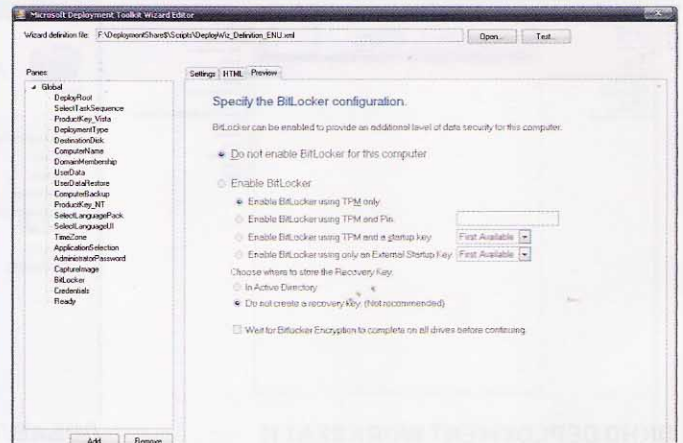 Microsoft Deployment Toolkit Wizard Editor
Wizard definition file: F:\DeploymentShare$\Scripts\DeployWiz_Definition_ENU.xml Open... Test...
Panes:
Global
DeployRoot
SelectTaskSequence
ProductKey_Vista
DeploymentType
DestinationDisk
ComputerName
DomainMembership
UserData
UserDataRestore
ComputerBackup
ProductKey_NT
SelectLanguagePack
SelectLanguageUI
TimeZone
ApplicationSelection
AdministratorPassword
CaptureImage
BitLocker
Credentials
Ready
Add Remove
Settings HTML Preview
Specify the BitLocker configuration.
BitLocker can be enabled to provide an additional level of data security for this computer.
Do not enable BitLocker for this computer
Enable BitLocker
Enable BitLocker using TPM only
Enable BitLocker using TPM and Pin
Enable BitLocker using TPM and a startup key First Available
Enable BitLocker using only an External Startup Key First Available
Choose where to store the Recovery Key:
In Active Directory
Do not create a recovery key. (Not recommended)
Wait for Bitlocker Encryption to complete on all drives before continuing